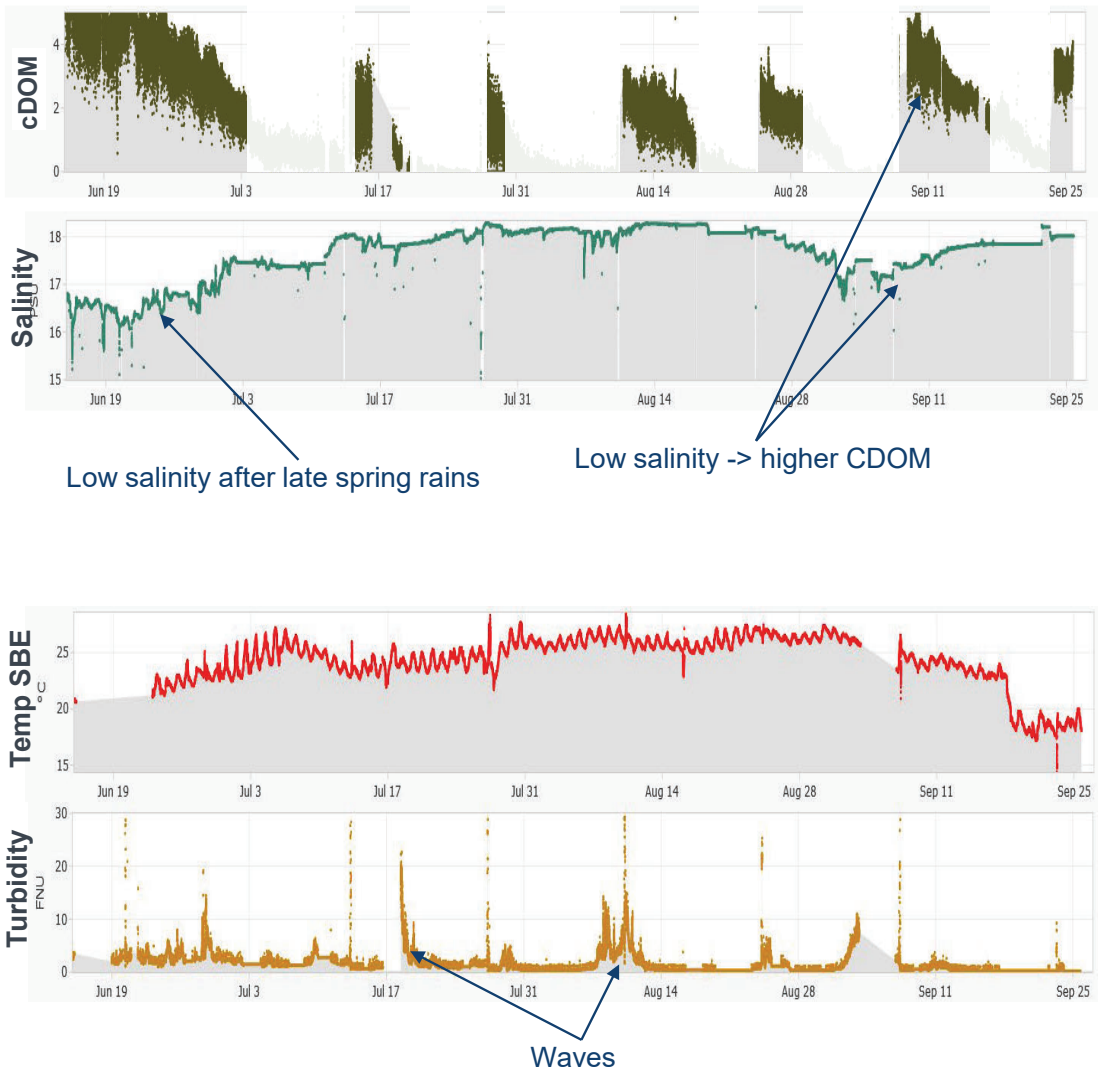 cDOM
4
2
0
Jun 19 Jul 3 Jul 17 Jul 31 Aug 14 Aug 28 Sep 11 Sep 25
Salinity
PSU
18
17
16
15
Jun 19 Jul 3 Jul 17 Jul 31 Aug 14 Aug 28 Sep 11 Sep 25
Low salinity after late spring rains
Low salinity -> higher CDOM
Temp SBE
°C
25
20
15
Jun 19 Jul 3 Jul 17 Jul 31 Aug 14 Aug 28 Sep 11 Sep 25
Turbidity
FNU
30
20
10
0
Jun 19 Jul 3 Jul 17 Jul 31 Aug 14 Aug 28 Sep 11 Sep 25
Waves